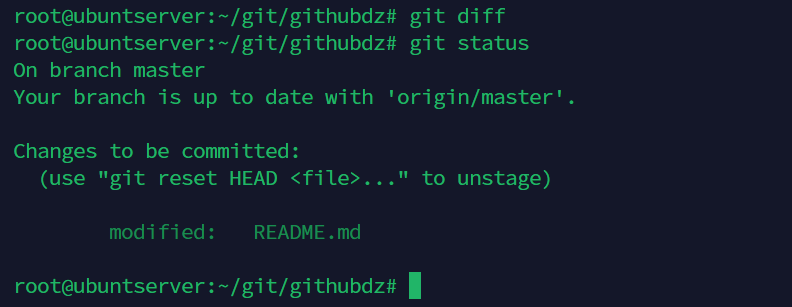 root@ubuntserver:~/git/githubdz# git diff
root@ubuntserver:~/git/githubdz# git status
On branch master
Your branch is up to date with 'origin/master'.
Changes to be committed:
(use "git reset HEAD <file>..." to unstage)
modified: README.md
root@ubuntserver:~/git/githubdz#